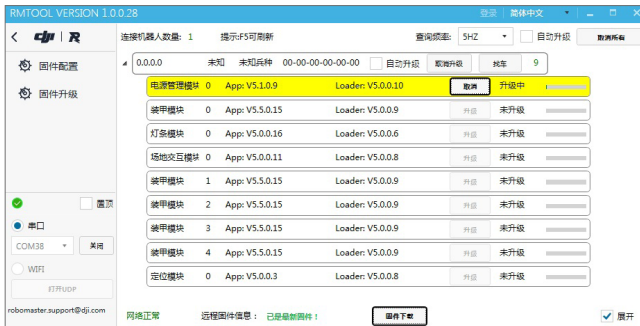 RMTOOL VERSION 1.0.0.28 登录 简体中文
dji R 连接机器人数量: 1 提示:F5可刷新 查询频率: 5HZ 自动升级 取消所有
固件配置
固件升级
0.0.0.0 未知 未知兵种 00-00-00-00-00-00 自动升级 取消升级 找车 9
电源管理模块 0 App: V5.1.0.9 Loader: V5.0.0.10 取消 升级中
装甲模块 0 App: V5.5.0.15 Loader: V5.0.0.9 升级 未升级
灯条模块 0 App: V5.0.0.16 Loader: V5.0.0.6 升级 未升级
场地交互模块 0 App: V5.0.0.11 Loader: V5.0.0.8 升级 未升级
装甲模块 1 App: V5.5.0.15 Loader: V5.0.0.9 升级 未升级
装甲模块 2 App: V5.5.0.15 Loader: V5.0.0.9 升级 未升级
装甲模块 3 App: V5.5.0.15 Loader: V5.0.0.9 升级 未升级
装甲模块 4 App: V5.5.0.15 Loader: V5.0.0.9 升级 未升级
定位模块 0 App: V5.0.0.3 Loader: V5.0.0.8 升级 未升级
置顶
串口
COM38 关闭
WIFI
打开UDP
robomaster.support@dji.com
网络正常 远程固件信息: 已是最新固件！ 固件下载 展开